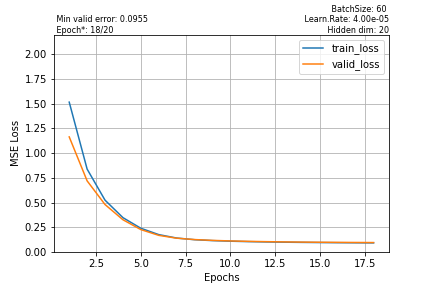 Min valid error: 0.0955
Epoch*: 18/20
BatchSize: 60
Learn.Rate: 4.00e-05
Hidden dim: 20
train_loss
valid_loss
MSE Loss
2.00
1.75
1.50
1.25
1.00
0.75
0.50
0.25
0.00
2.5 5.0 7.5 10.0 12.5 15.0 17.5
Epochs